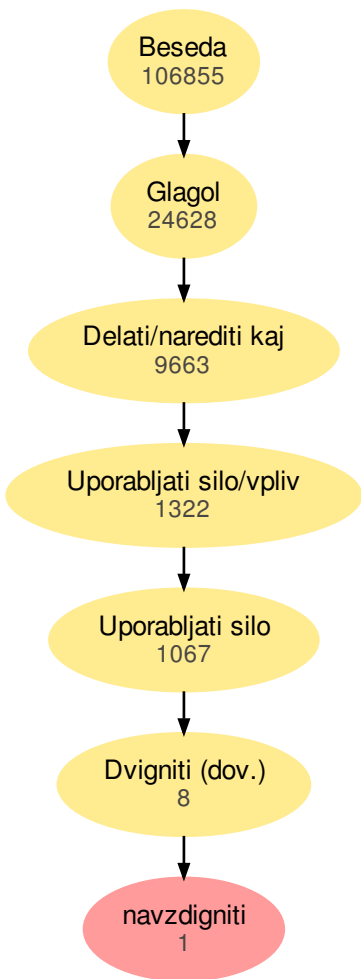 Beseda
106855
Glagol
24628
Delati/narediti kaj
9663
Uporabljati silo/vpliv
1322
Uporabljati silo
1067
Dvigniti (dov.)
8
navzdigniti
1